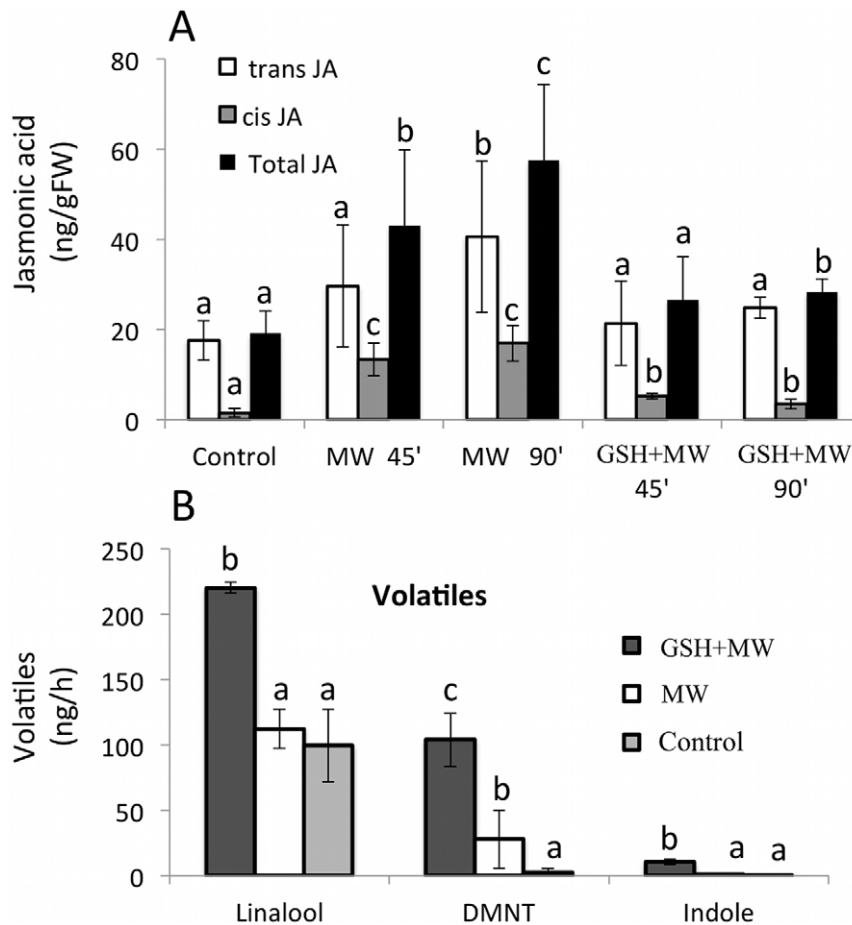 A
80
60
40
20
0
Jasmonic acid
(ng/gFW)
trans JA
cis JA
Total JA
a
a
a
a
c
b
b
c
c
a
b
a
a
b
b
Control
MW 45'
MW 90'
GSH+MW
45'
GSH+MW
90'
B
250
200
150
100
50
0
Volatiles
(ng/h)
Volatiles
GSH+MW
MW
Control
b
a
a
c
b
a
b
a
a
Linalool
DMNT
Indole